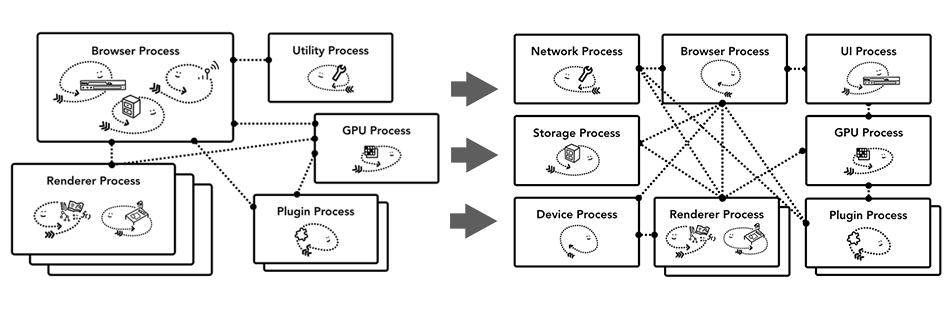 Browser Process
Utility Process
GPU Process
Renderer Process
Plugin Process
Network Process
Browser Process
UI Process
Storage Process
GPU Process
Device Process
Renderer Process
Plugin Process